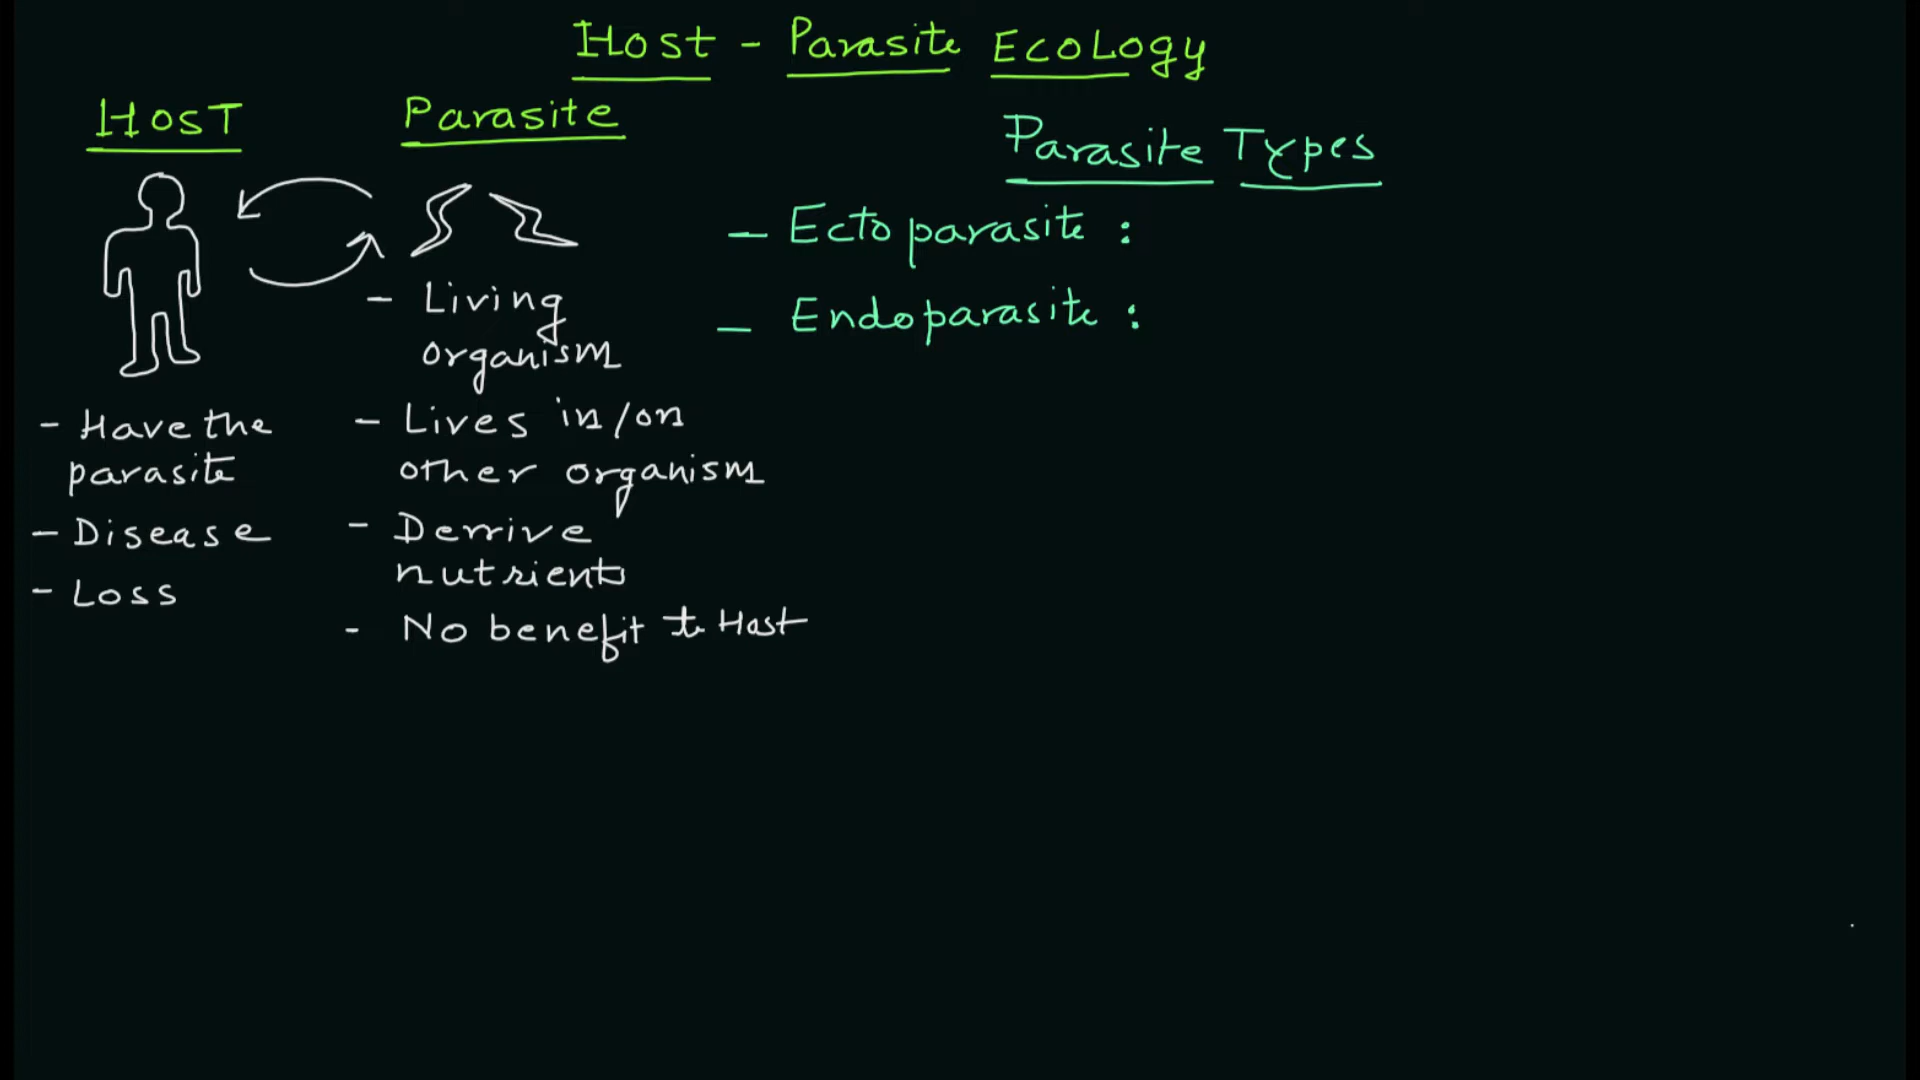 Host - Parasite Ecology
Host
Parasite
- Living
organism
- Have the
parasite
- Disease
- Loss
- Lives in/on
other organism
- Derrive
nutrients
- No benefit to Host
Parasite Types
- Ectoparasite :
- Endoparasite :